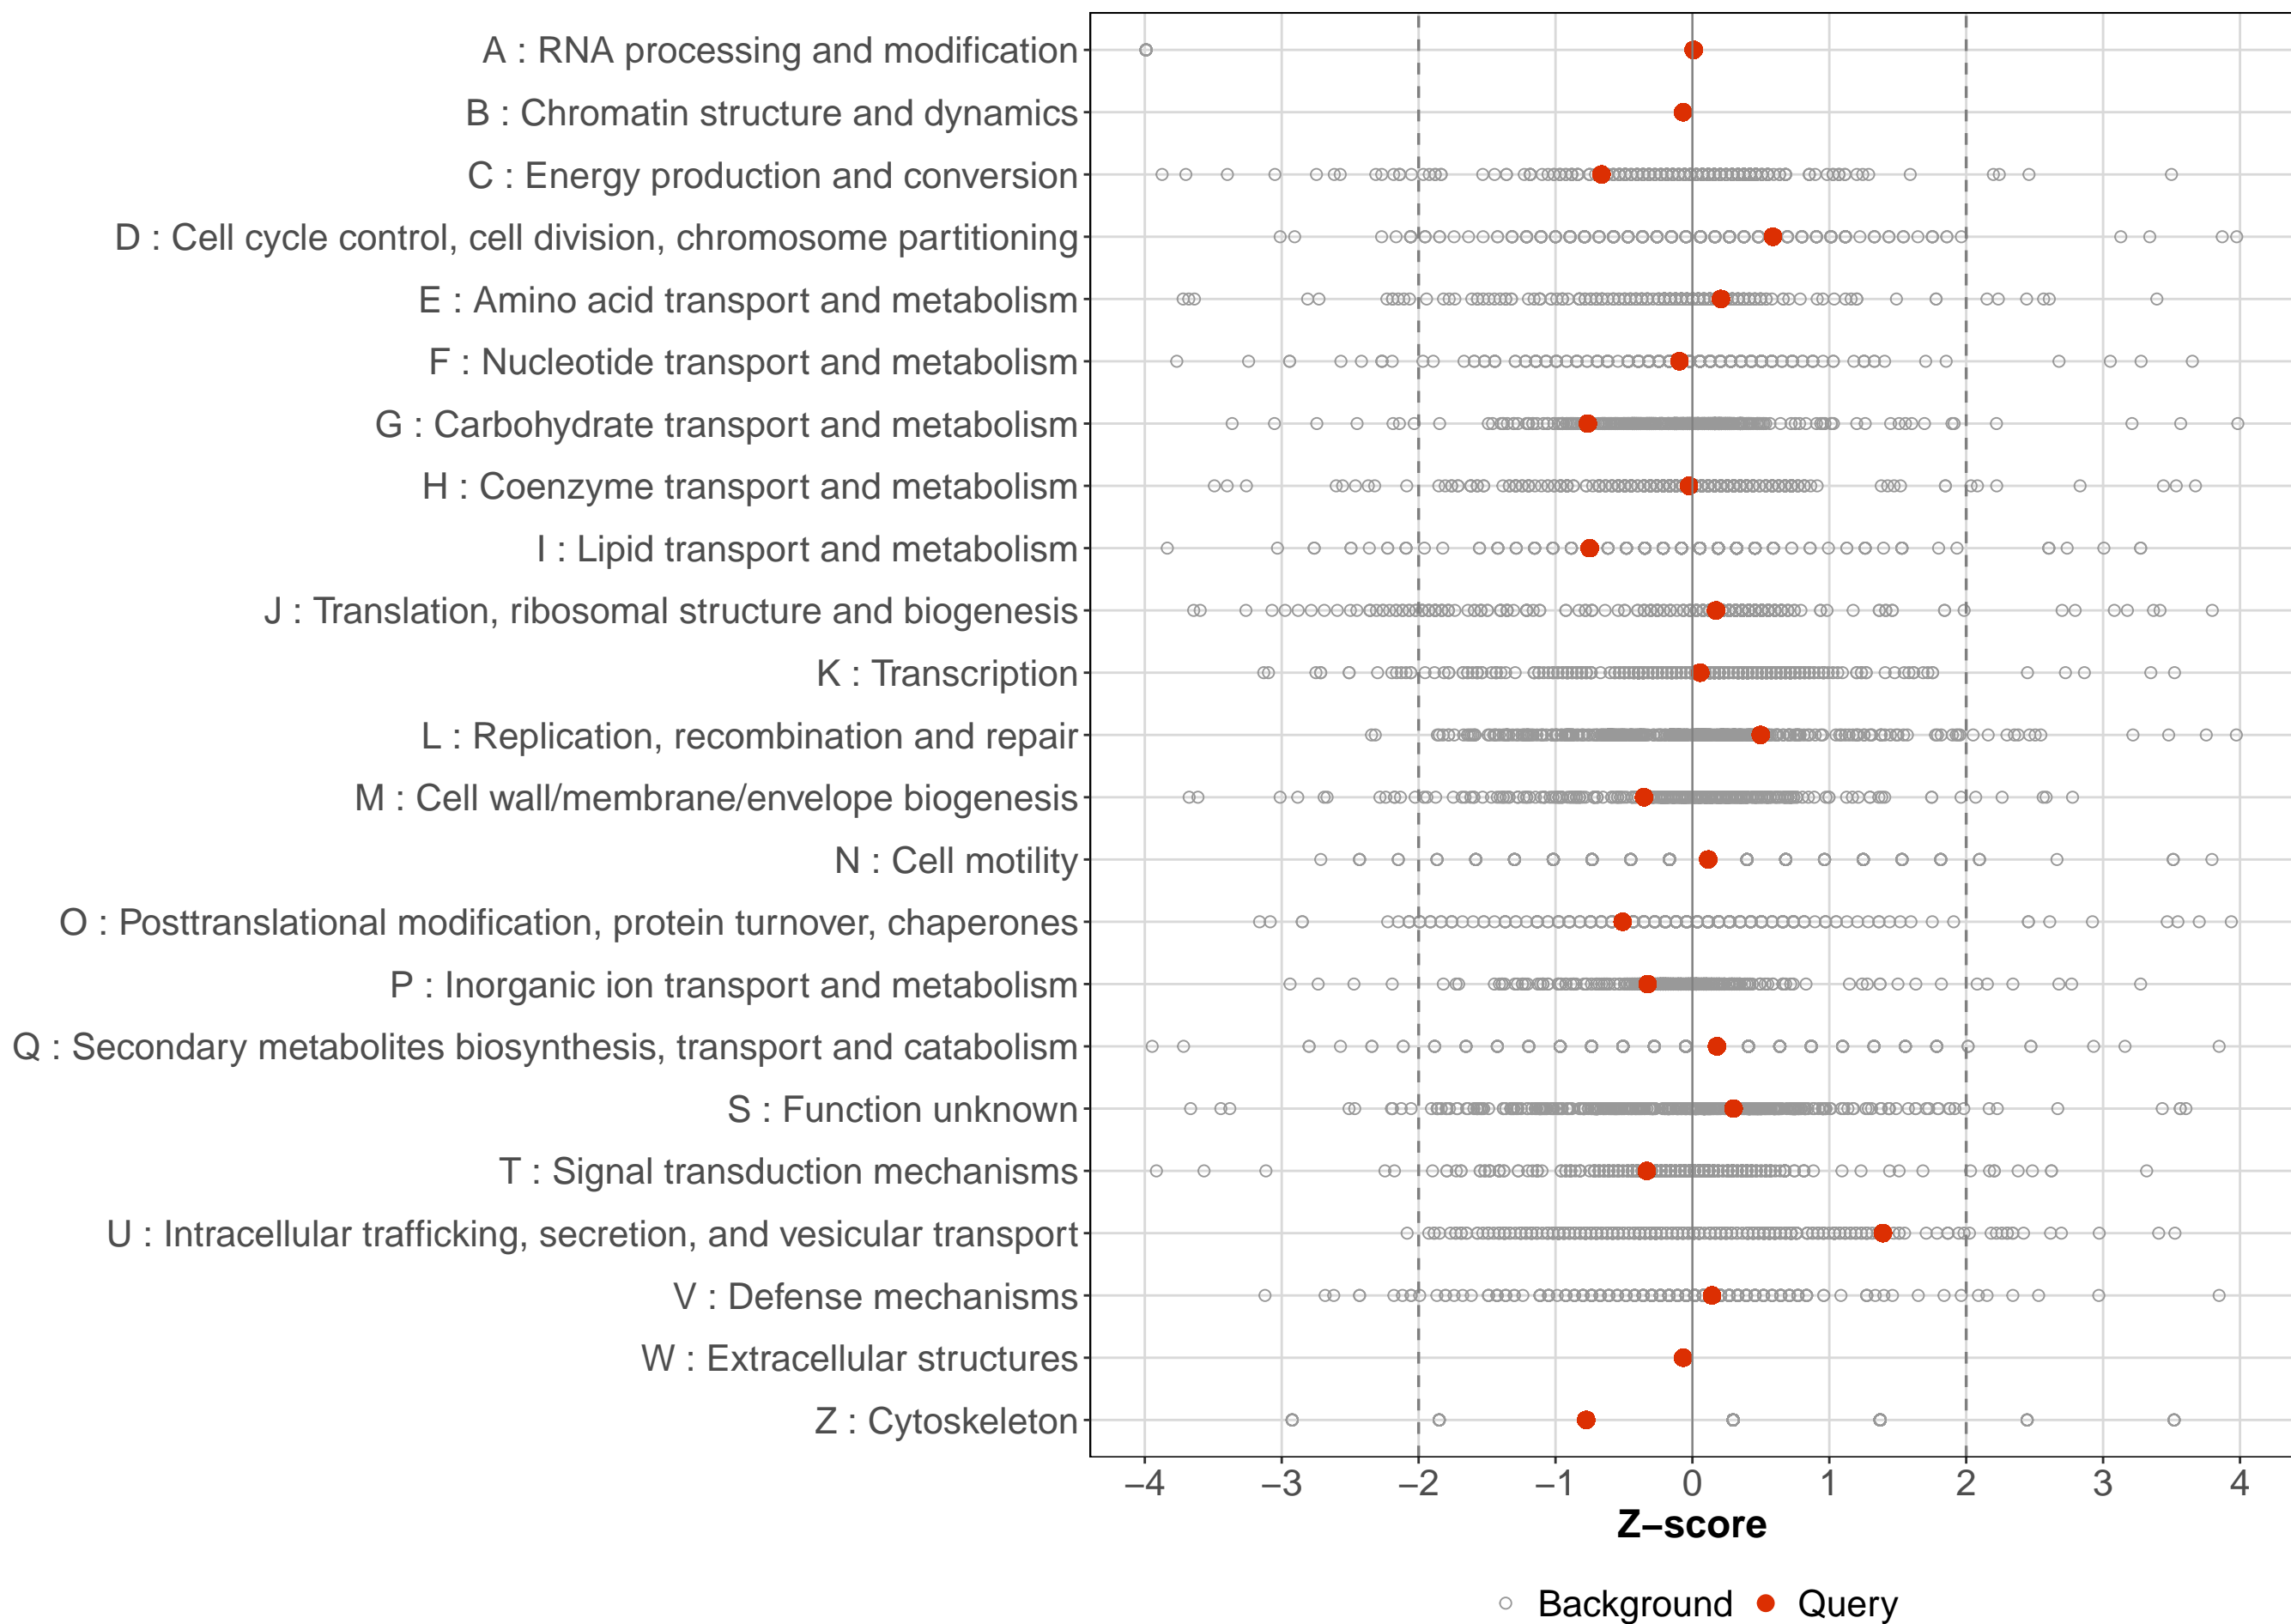 A : RNA processing and modification
B : Chromatin structure and dynamics
C : Energy production and conversion
D : Cell cycle control, cell division, chromosome partitioning
E : Amino acid transport and metabolism
F : Nucleotide transport and metabolism
G : Carbohydrate transport and metabolism
H : Coenzyme transport and metabolism
I : Lipid transport and metabolism
J : Translation, ribosomal structure and biogenesis
K : Transcription
L : Replication, recombination and repair
M : Cell wall/membrane/envelope biogenesis
N : Cell motility
O : Posttranslational modification, protein turnover, chaperones
P : Inorganic ion transport and metabolism
Q : Secondary metabolites biosynthesis, transport and catabolism
S : Function unknown
T : Signal transduction mechanisms
U : Intracellular trafficking, secretion, and vesicular transport
V : Defense mechanisms
W : Extracellular structures
Z : Cytoskeleton
−4 −3 −2 −1 0 1 2 3 4
Z−score
Background Query